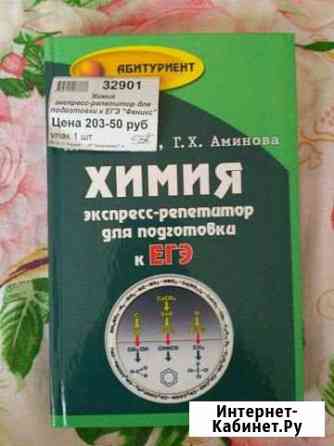 АБИТУРИЕНТ
32901
Химия
экспресс-репетитор для
подготовки к ЕГЭ "Феникс"
Цена 203-50 руб
упак 1 шт
Г.Х. Аминова
ХИМИЯ
экспресс-репетитор
для подготовки
к ЕГЭ
Интернет-
Кабинет.Ру